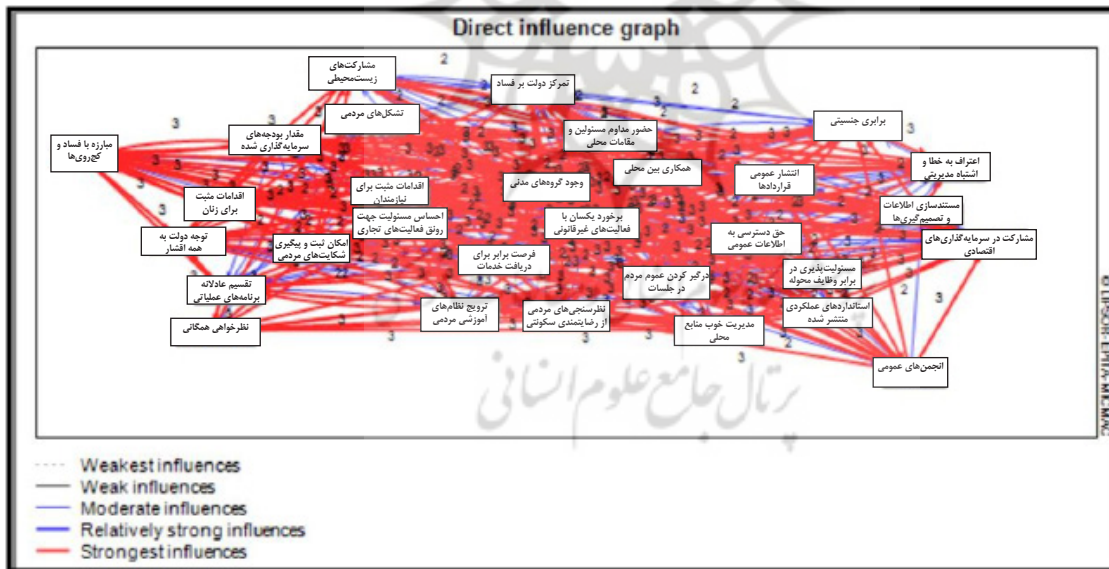 Direct influence graph
مشارکت‌های
زیست‌محیطی
تمرکز دولت بر فساد
تشکل‌های مردمی
برابری جنسیتی
مقدار بودجه‌های
سرمایه‌گذاری شده
حضور مداوم مسئولین و
مقامات محلی
مبارزه با فساد و
کج‌روی‌ها
همکاری بین محلی
انتشار عمومی
قراردادها
اعتراف به خطا و
اشتباه مدیریتی
اقدامات مثبت
برای زنان
اقدامات مثبت برای
نیازمندان
وجود گروه‌های مدنی
مستندسازی اطلاعات
و تصمیم‌گیری‌ها
احساس مسئولیت جهت
رونق فعالیت‌های تجاری
برخورد یکسان با
فعالیت‌های غیرقانونی
حق دسترسی به
اطلاعات عمومی
مشارکت در سرمایه‌گذاری‌های
اقتصادی
توجه دولت به
همه اقشار
امکان ثبت و پیگیری
شکایت‌های مردمی
فرصت برابر برای
دریافت خدمات
درگیر کردن عموم مردم
در جلسات
مسئولیت‌پذیری در
برابر وظایف محوله
تقسیم عادلانه
برنامه‌های عملیاتی
ترویج نظام‌های
آموزشی مردمی
نظرسنجی‌های مردمی
از رضایتمندی سکونتی
استانداردهای عملکردی
منتشر شده
نظرخواهی همگانی
مدیریت خوب منابع
محلی
انجمن‌های عمومی
© LIPSOR-EPITA-MICMAC
پرتال جامع علوم انسانی
Weakest influences
Weak influences
Moderate influences
Relatively strong influences
Strongest influences